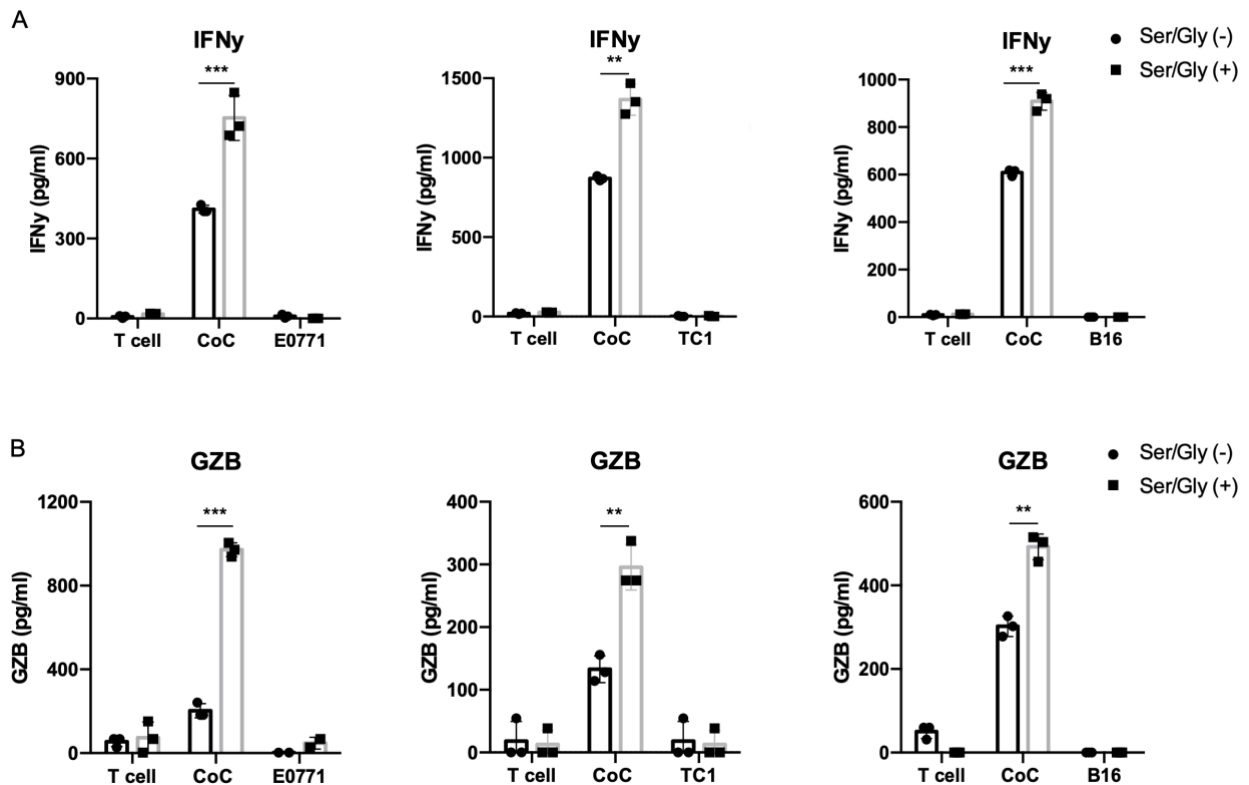 A
IFNy
IFNy
IFNy
Ser/Gly (-)
Ser/Gly (+)
***
**
***
IFNy (pg/ml)
900
600
300
0
T cell
CoC
E0771
IFNy (pg/ml)
1500
1000
500
0
T cell
CoC
TC1
IFNy (pg/ml)
1000
800
600
400
200
0
T cell
CoC
B16
B
GZB
GZB
GZB
Ser/Gly (-)
Ser/Gly (+)
***
**
**
GZB (pg/ml)
1200
800
400
0
T cell
CoC
E0771
GZB (pg/ml)
400
300
200
100
0
T cell
CoC
TC1
GZB (pg/ml)
600
400
200
0
T cell
CoC
B16